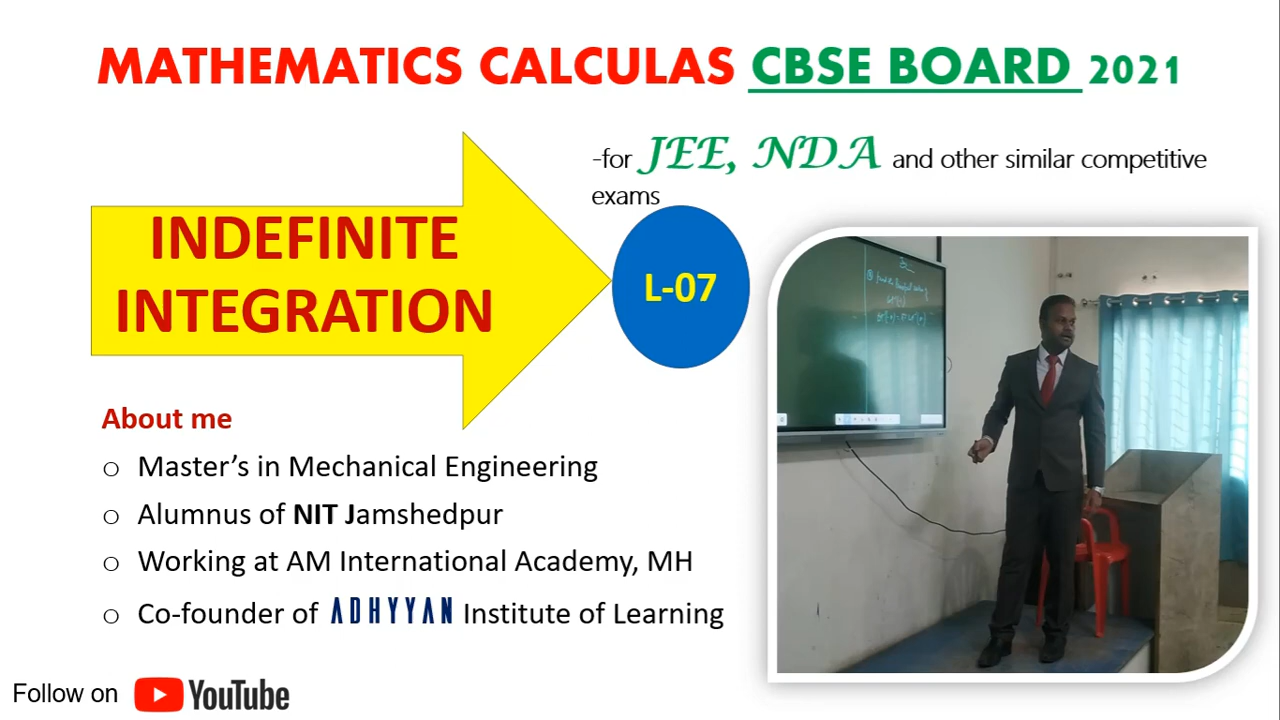 MATHEMATICS CALCULAS CBSE BOARD 2021
-for JEE, NDA and other similar competitive
exams
INDEFINITE
INTEGRATION
L-07
About me
○ Master’s in Mechanical Engineering
○ Alumnus of NIT Jamshedpur
○ Working at AM International Academy, MH
○ Co-founder of ADHYYAN Institute of Learning
Follow on YouTube